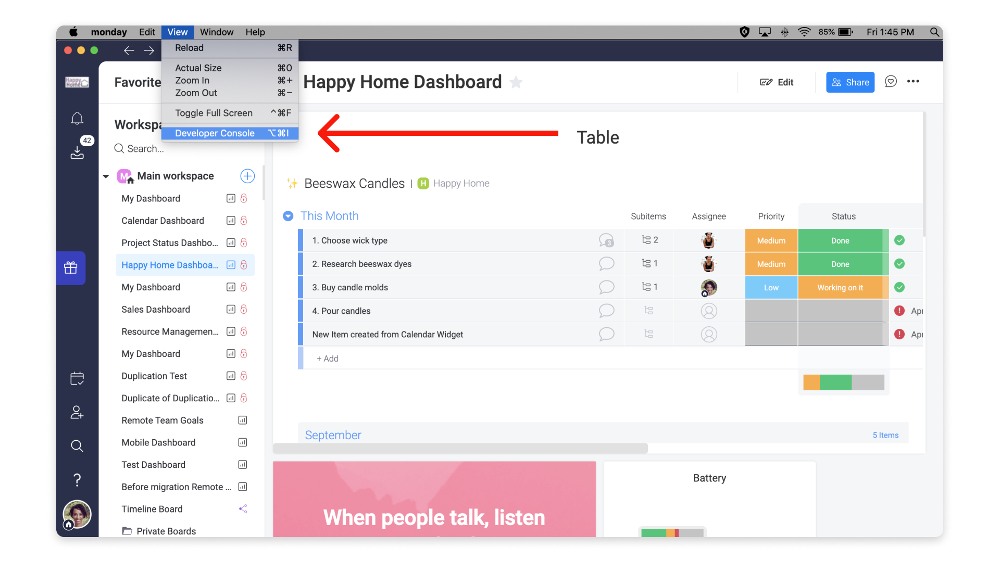 monday Edit View Window Help 85% Fri 1:45 PM
Reload ⌘R
Actual Size ⌘0
Zoom In ⌘+
Zoom Out ⌘−
Toggle Full Screen ^⌘F
Developer Console ⌥⌘I
Happy Home
42
M
?
Favorite
Workspa
Search...
Main workspace
My Dashboard
Calendar Dashboard
Project Status Dashbo...
Happy Home Dashboa...
My Dashboard
Sales Dashboard
Resource Managemen...
My Dashboard
Duplication Test
Duplicate of Duplicatio...
Remote Team Goals
Mobile Dashboard
Test Dashboard
Before migration Remote ...
Timeline Board
Private Boards
Happy Home Dashboard
Edit
Share
Table
Beeswax Candles | H Happy Home
This Month Subitems Assignee Priority Status
1. Choose wick type 3 2 Medium Done
2. Research beeswax dyes 1 Medium Done
3. Buy candle molds 1 Low Working on it
4. Pour candles ! Apr
New Item created from Calendar Widget ! Apr
+ Add
September 5 Items
When people talk, listen
Battery